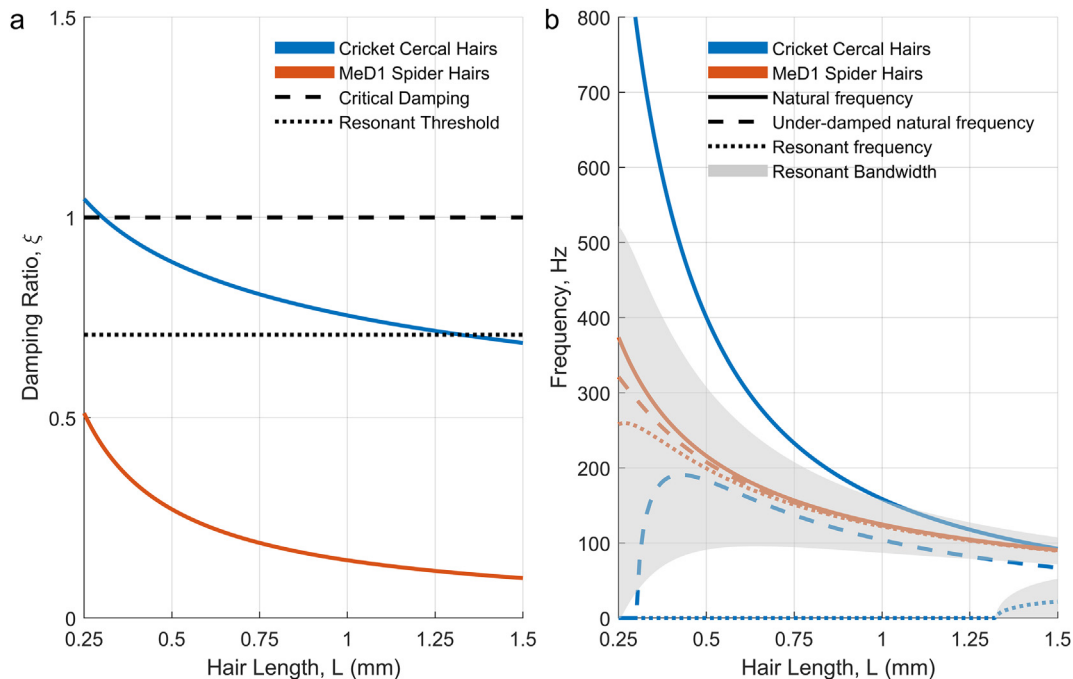 a
1.5
1
0.5
0
Damping Ratio, ξ
Cricket Cercal Hairs
MeD1 Spider Hairs
Critical Damping
Resonant Threshold
0.25 0.5 0.75 1 1.25 1.5
Hair Length, L (mm)
b
800
700
600
500
400
300
200
100
0
Frequency, Hz
Cricket Cercal Hairs
MeD1 Spider Hairs
Natural frequency
Under-damped natural frequency
Resonant frequency
Resonant Bandwidth
0.25 0.5 0.75 1 1.25 1.5
Hair Length, L (mm)